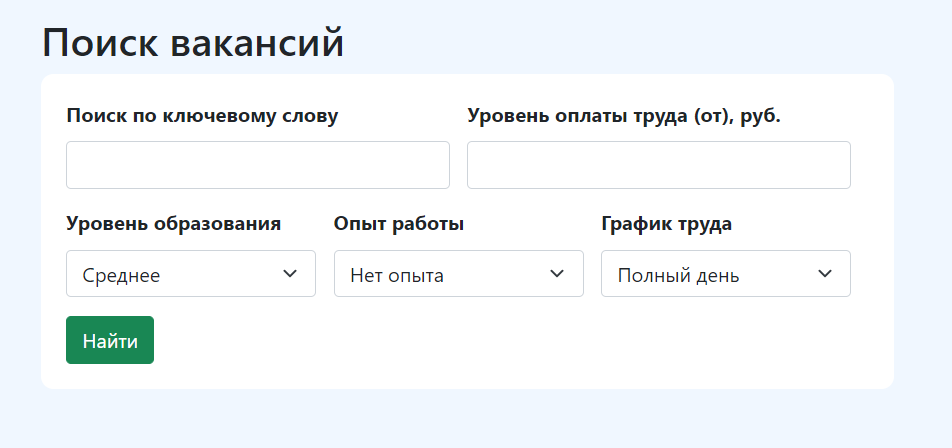 Поиск вакансий
Поиск по ключевому слову Уровень оплаты труда (от), руб.
Уровень образования Опыт работы График труда
Среднее Нет опыта Полный день
Найти